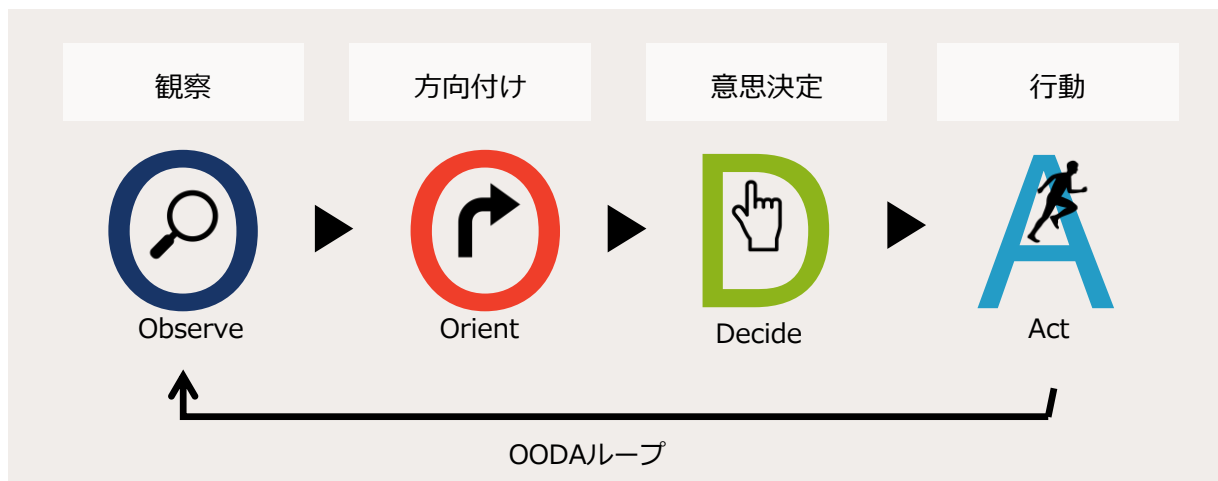 観察
方向付け
意思決定
行動
O
O
D
A
Observe
Orient
Decide
Act
OODAループ